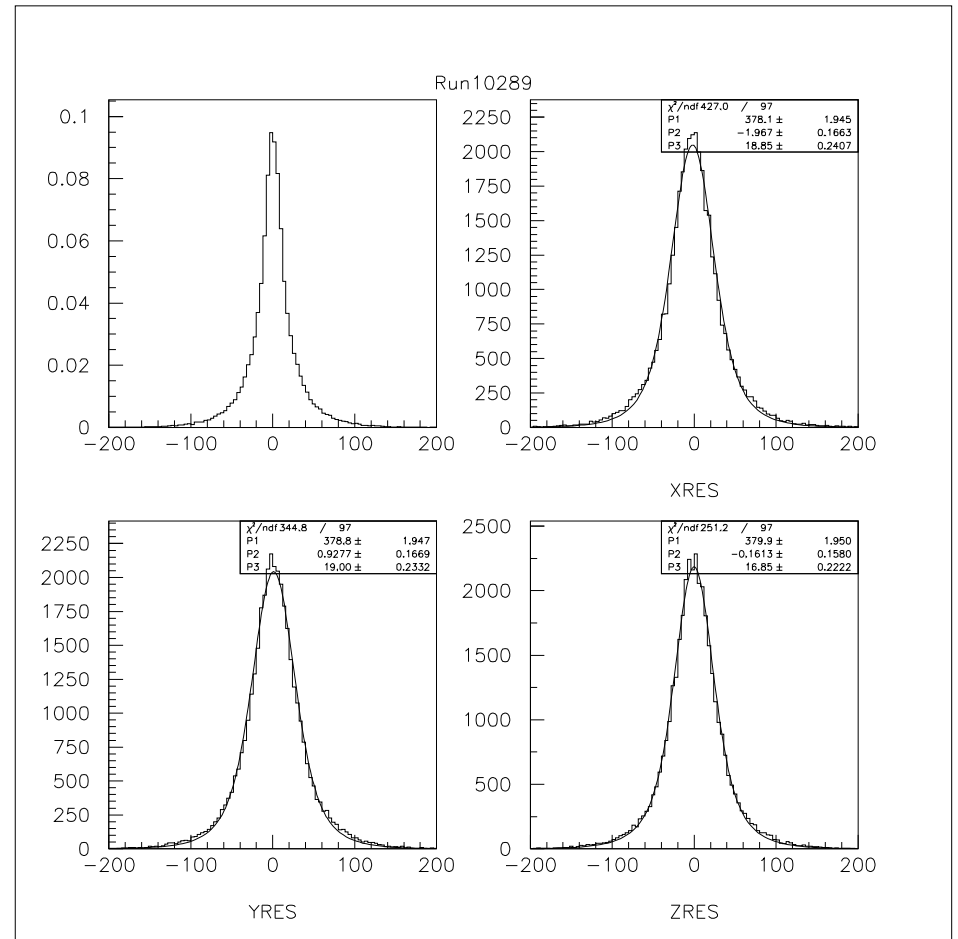 Run10289
0.1
0.08
0.06
0.04
0.02
0
-200 -100 0 100 200
χ²/ndf 427.0 / 97
P1 378.1 ± 1.945
P2 -1.967 ± 0.1663
P3 18.85 ± 0.2407
2250
2000
1750
1500
1250
1000
750
500
250
0
-200 -100 0 100 200
XRES
χ²/ndf 344.8 / 97
P1 378.8 ± 1.947
P2 0.9277 ± 0.1669
P3 19.00 ± 0.2332
2250
2000
1750
1500
1250
1000
750
500
250
0
-200 -100 0 100 200
YRES
χ²/ndf 251.2 / 97
P1 379.9 ± 1.950
P2 -0.1613 ± 0.1580
P3 16.85 ± 0.2222
2500
2000
1500
1000
500
0
-200 -100 0 100 200
ZRES